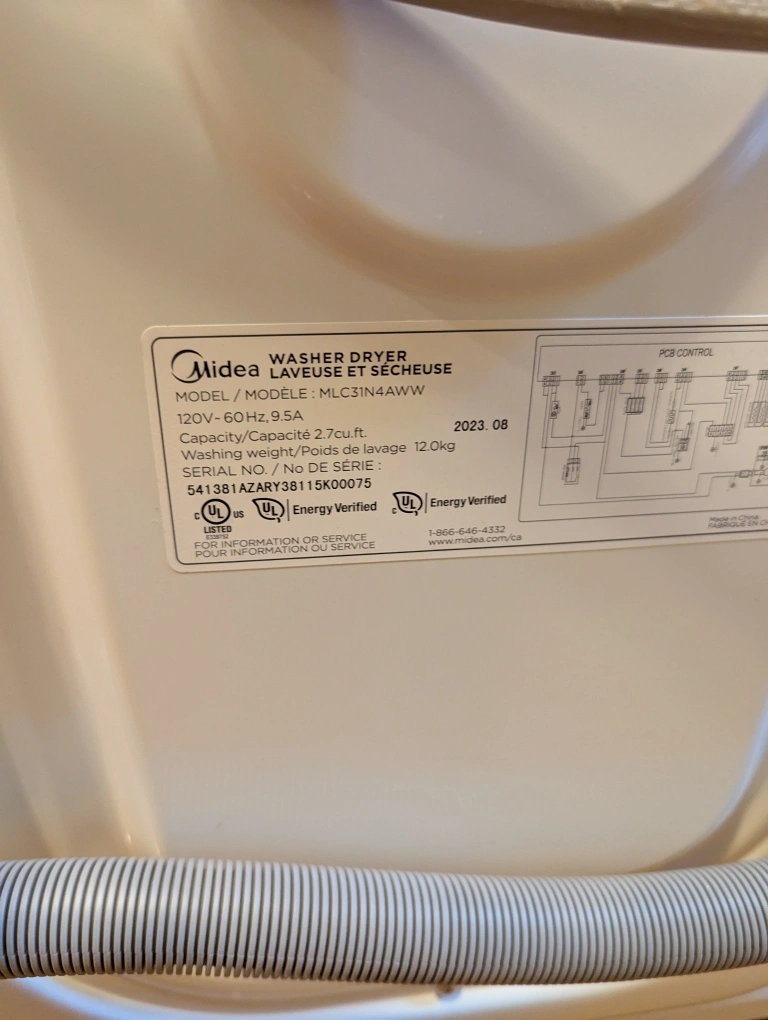 Midea WASHER DRYER
LAVEUSE ET SÉCHEUSE
MODEL / MODÈLE : MLC31N4AWW
120V~60Hz, 9.5A
Capacity/Capacité 2.7cu.ft.
2023. 08
Washing weight/Poids de lavage 12.0kg
SERIAL NO. / No DE SÉRIE :
541381AZARY38115K00075
C UL US
LISTED
UL Energy Verified
C UL Energy Verified
FOR INFORMATION OR SERVICE
POUR INFORMATION OU SERVICE
1-866-646-4332
www.midea.com/ca
PCB CONTROL
Made in China
FABRIQUÉ EN